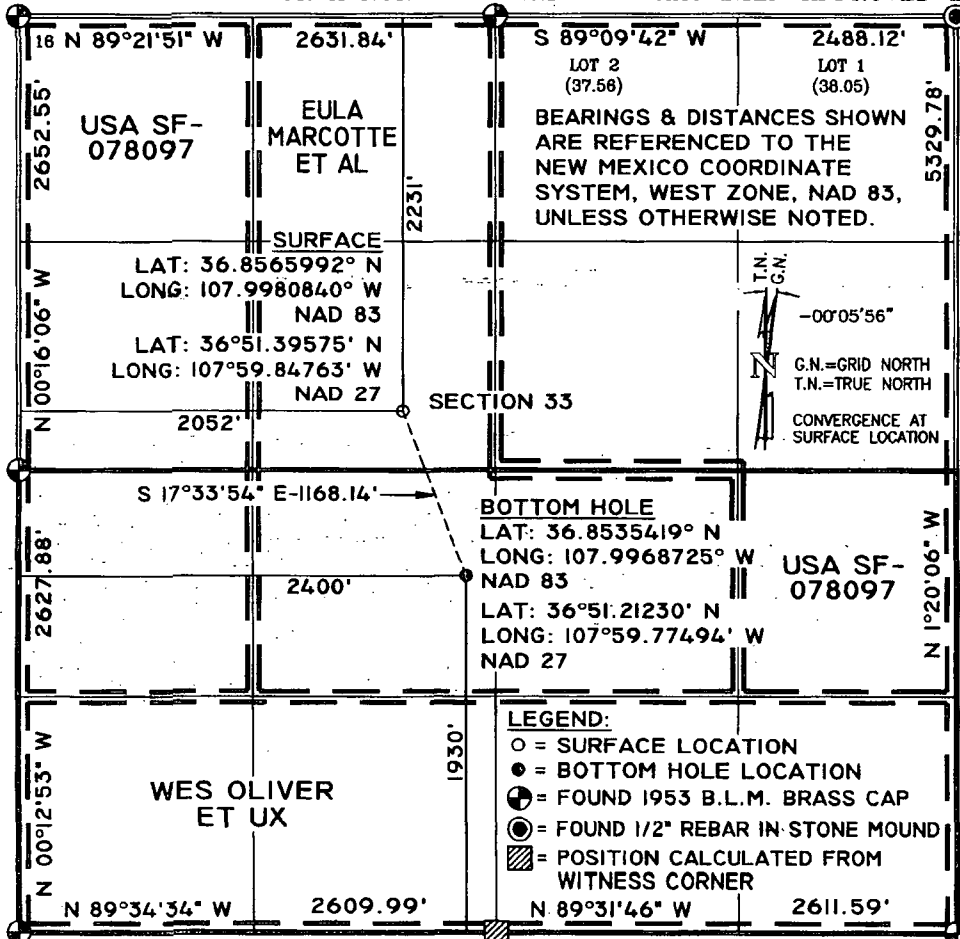 16 N 89°21'51" W 2631.84' S 89°09'42" W 2488.12'
LOT 2
(37.56)
LOT 1
(38.05)
2652.55'
USA SF-
078097
EULA
MARCOTTE
ET AL
2231'
BEARINGS & DISTANCES SHOWN
ARE REFERENCED TO THE
NEW MEXICO COORDINATE
SYSTEM, WEST ZONE, NAD 83,
UNLESS OTHERWISE NOTED.
5329.78'
SURFACE
LAT: 36.8565992° N
LONG: 107.9980840° W
NAD 83
LAT: 36°51.39575' N
LONG: 107°59.84763' W
NAD 27
N 00°16'06" W
T.N.
G.N.
-00°05'56"
N
G.N.=GRID NORTH
T.N.=TRUE NORTH
CONVERGENCE AT
SURFACE LOCATION
2052'
SECTION 33
S 17°33'54" E-1168.14'
2627.88'
2400'
BOTTOM HOLE
LAT: 36.8535419° N
LONG: 107.9968725° W
NAD 83
LAT: 36°51.21230' N
LONG: 107°59.77494' W
NAD 27
USA SF-
078097
N 1°20'06" W
N 00°12'53" W
WES OLIVER
ET UX
1930'
LEGEND:
○ = SURFACE LOCATION
● = BOTTOM HOLE LOCATION
= FOUND 1953 B.L.M. BRASS CAP
= FOUND 1/2" REBAR IN STONE MOUND
= POSITION CALCULATED FROM
WITNESS CORNER
N 89°34'34" W 2609.99' N 89°31'46" W 2611.59'